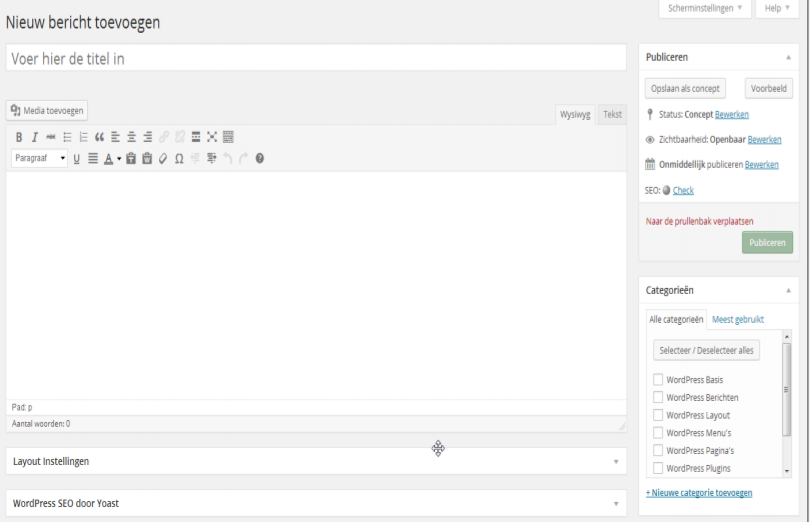 Scherminstellingen
Help
Nieuw bericht toevoegen
Voer hier de titel in
Media toevoegen
Wysiwyg
Tekst
B I ABC
Paragraaf
U A T W Ω
Pad: p
Aantal woorden: 0
Layout Instellingen
WordPress SEO door Yoast
Publiceren
Opslaan als concept
Voorbeeld
Status: Concept Bewerken
Zichtbaarheid: Openbaar Bewerken
Onmiddellijk publiceren Bewerken
SEO: Check
Naar de prullenbak verplaatsen
Publiceren
Categorieën
Alle categorieën
Meest gebruikt
Selecteer / Deselecteer alles
WordPress Basis
WordPress Berichten
WordPress Layout
WordPress Menu's
WordPress Pagina's
WordPress Plugins
+ Nieuwe categorie toevoegen